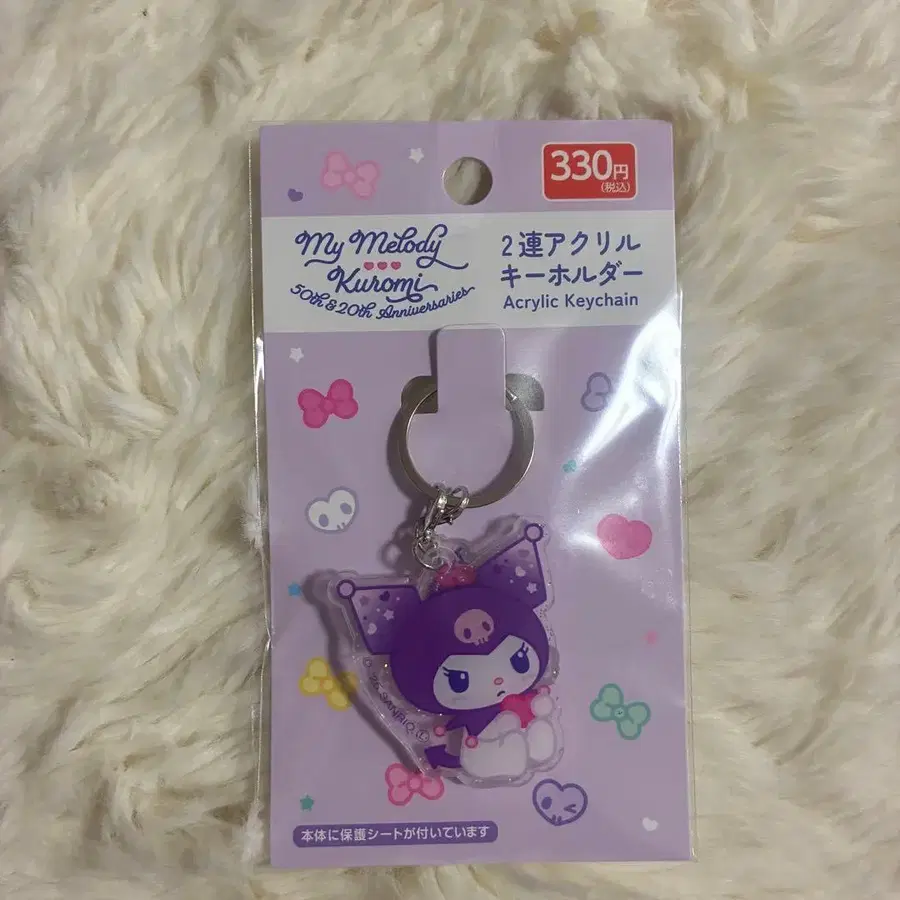 330円
(税込)
My Melody
Kuromi
50th & 20th Anniversaries
2連アクリル
キーホルダー
Acrylic Keychain
© '25 SANRIO Ⓛ
本体に保護シートが付いています